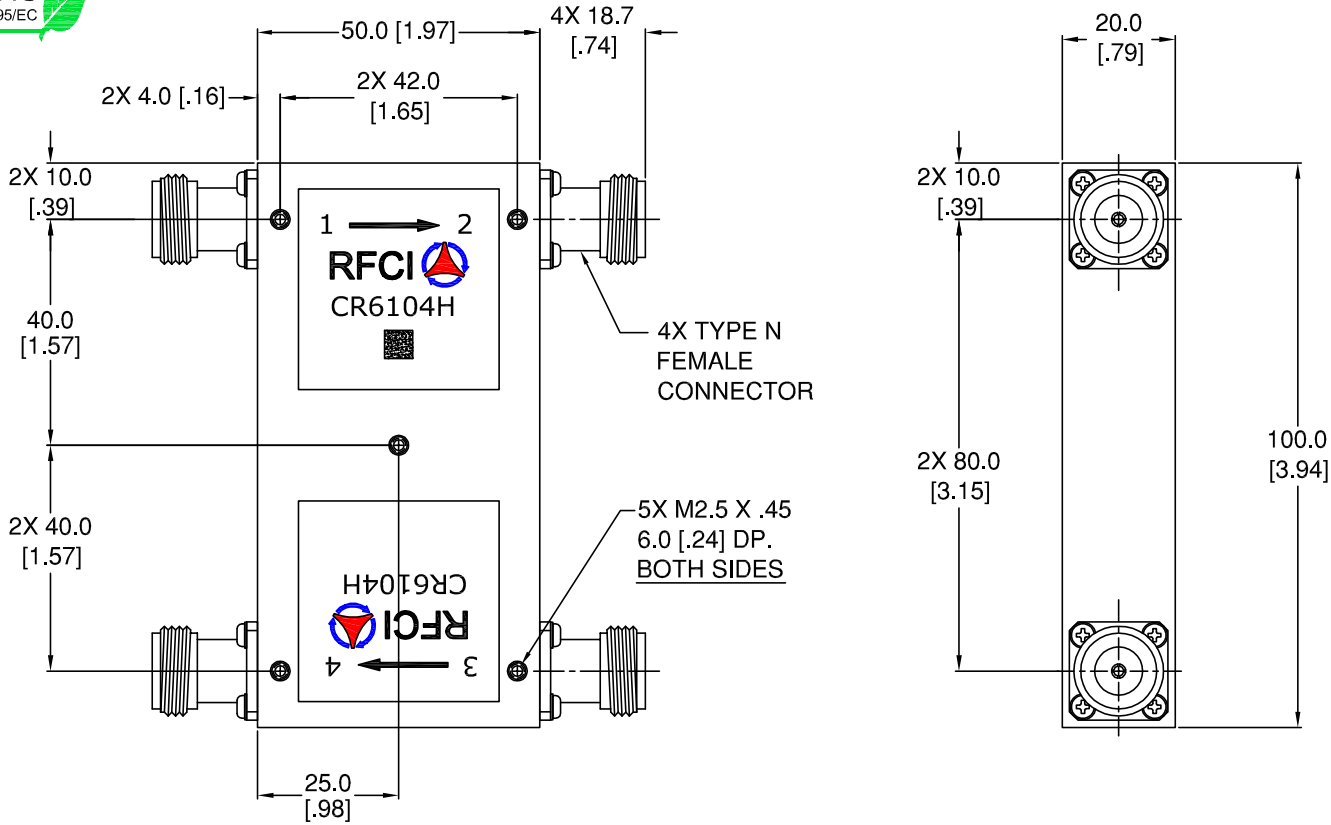 95/EC
50.0 [1.97]
4X 18.7
[.74]
20.0
[.79]
2X 4.0 [.16]
2X 42.0
[1.65]
2X 10.0
[.39]
1
2
RFCI
CR6104H
40.0
[1.57]
4X TYPE N
FEMALE
CONNECTOR
2X 40.0
[1.57]
5X M2.5 X .45
6.0 [.24] DP.
BOTH SIDES
CR6104H
RFCI
3
4
25.0
[.98]
2X 10.0
[.39]
2X 80.0
[3.15]
100.0
[3.94]